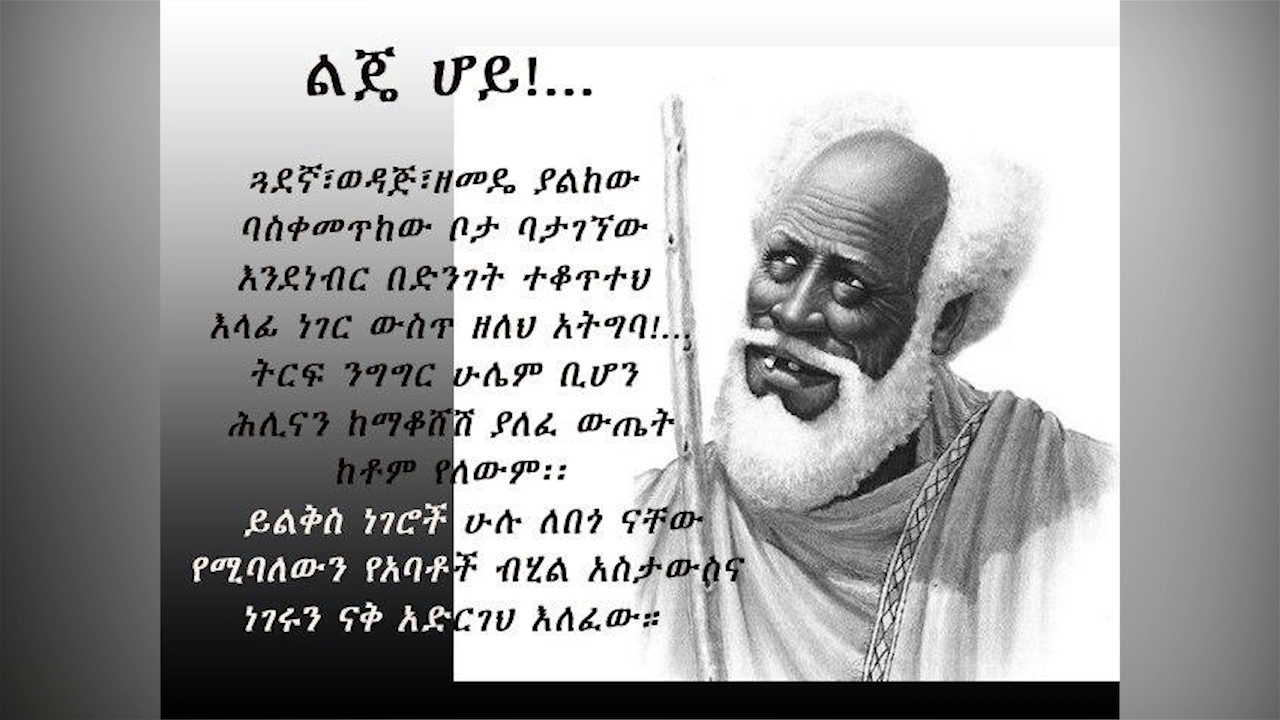 ልጄ ሆይ!...
ጓደኛ፣ወዳጅ፣ዘመዴ ያልከው
ባስቀመጥከው ቦታ ባታገኘው
እንደነብር በድንገት ተቆጥተህ
እላፊ ነገር ውስጥ ዘለህ አትግባ!...
ትርፍ ንግግር ሁሌም ቢሆን
ሕሊናን ከማቆሸሽ ያለፈ ውጤት
ከቶም የለውም፡፡
ይልቅስ ነገሮች ሁሉ ለበጎ ናቸው
የሚባለውን የአባቶች ብሂል አስታውስና
ነገሩን ናቅ አድርገህ እለፈው።